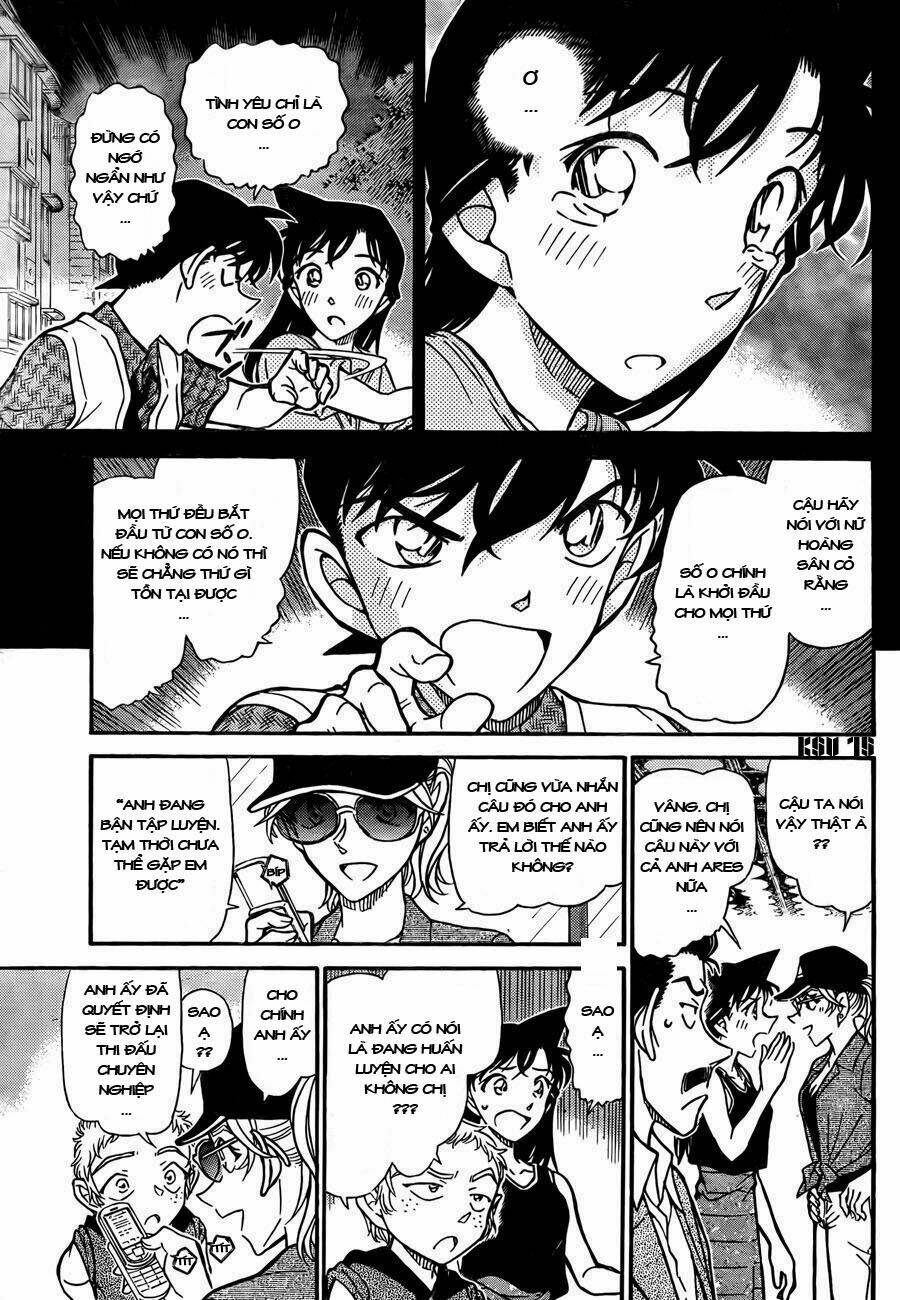 Ơ
...
TÌNH YÊU CHỈ LÀ
CON SỐ 0
...
ĐỪNG CÓ
NGỚ
NGẨN NHƯ
VẬY CHỨ
...
CẬU HÃY
NÓI VỚI NỮ
HOÀNG
SÂN CỎ
RẰNG
...
SỐ 0 CHÍNH
LÀ KHỞI ĐẦU
CHO MỌI THỨ
...
MỌI THỨ ĐỀU BẮT
ĐẦU TỪ CON SỐ 0.
NẾU KHÔNG CÓ NÓ THÌ
SẼ CHẲNG THỨ GÌ
TỒN TẠI ĐƯỢC
...
KSU 15
CẬU TA NÓI
VẬY THẬT À
??
VÂNG. CHỊ
CŨNG NÊN NÓI
CÂU NÀY VỚI
CẢ ANH ARES
NỮA
...
CHỊ CŨNG VỪA NHẮN
CÂU ĐÓ CHO ANH
ẤY. EM BIẾT ANH ẤY
TRẢ LỜI THẾ NÀO
KHÔNG?
"ANH ĐANG
BẬN TẬP LUYỆN.
TẠM THỜI CHƯA
THỂ GẶP EM
ĐƯỢC"
BÍP
SAO
Ạ
...
ANH ẤY CÓ NÓI
LÀ ĐANG HUẤN
LUYỆN CHO AI
KHÔNG CHỊ
???
CHO
CHÍNH
ANH ẤY
...
SAO
Ạ
??
ANH ẤY ĐÃ
QUYẾT ĐỊNH
SẼ TRỞ LẠI
THI ĐẤU
CHUYÊN
NGHIỆP
...